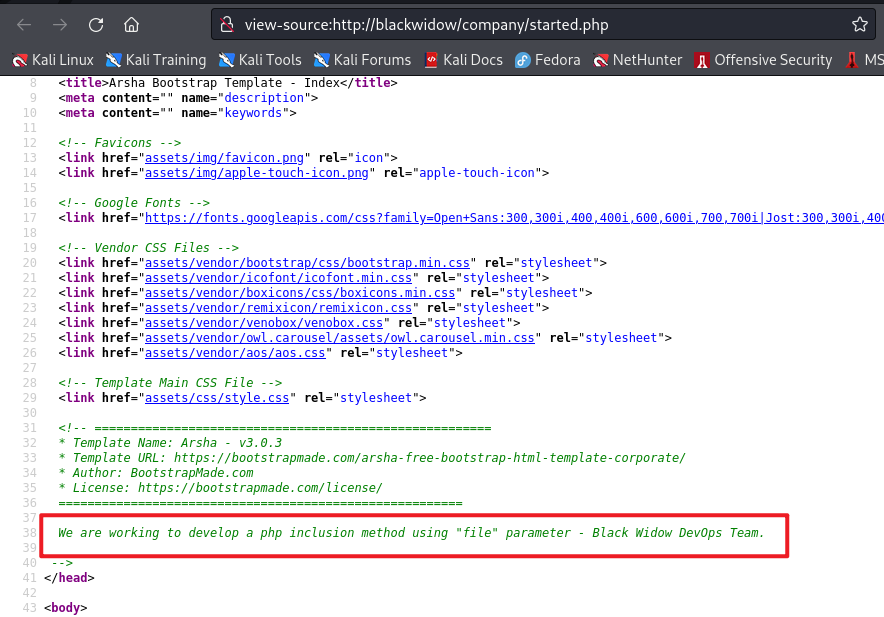 view-source:http://blackwidow/company/started.php
Kali Linux Kali Training Kali Tools Kali Forums Kali Docs Fedora NetHunter Offensive Security MS
8 <title>Arsha Bootstrap Template - Index</title>
9 <meta content="" name="description">
10 <meta content="" name="keywords">
11
12 <!-- Favicons -->
13 <link href="assets/img/favicon.png" rel="icon">
14 <link href="assets/img/apple-touch-icon.png" rel="apple-touch-icon">
15
16 <!-- Google Fonts -->
17 <link href="https://fonts.googleapis.com/css?family=Open+Sans:300,300i,400,400i,600,600i,700,700i|Jost:300,300i,400
18
19 <!-- Vendor CSS Files -->
20 <link href="assets/vendor/bootstrap/css/bootstrap.min.css" rel="stylesheet">
21 <link href="assets/vendor/icofont/icofont.min.css" rel="stylesheet">
22 <link href="assets/vendor/boxicons/css/boxicons.min.css" rel="stylesheet">
23 <link href="assets/vendor/remixicon/remixicon.css" rel="stylesheet">
24 <link href="assets/vendor/venobox/venobox.css" rel="stylesheet">
25 <link href="assets/vendor/owl.carousel/assets/owl.carousel.min.css" rel="stylesheet">
26 <link href="assets/vendor/aos/aos.css" rel="stylesheet">
27
28 <!-- Template Main CSS File -->
29 <link href="assets/css/style.css" rel="stylesheet">
30
31 <!-- =======================================================
32 * Template Name: Arsha - v3.0.3
33 * Template URL: https://bootstrapmade.com/arsha-free-bootstrap-html-template-corporate/
34 * Author: BootstrapMade.com
35 * License: https://bootstrapmade.com/license/
36 ========================================================
37
38 We are working to develop a php inclusion method using "file" parameter - Black Widow DevOps Team.
39
40 -->
41 </head>
42
43 <body>